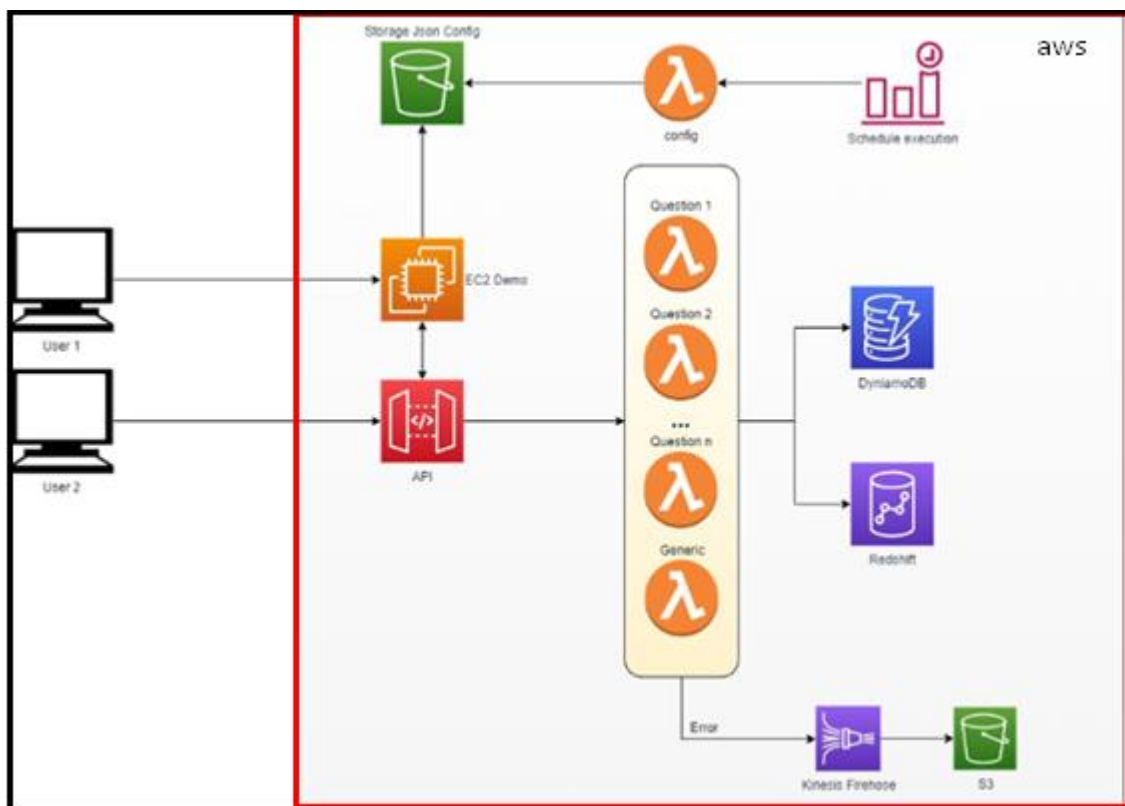 Storage Json Config
aws
config
Schedule execution
Question 1
EC2 Demo
User 1
Question 2
DyniamoDB
...
Question n
API
User 2
Generic
Redshift
Error
Kinesis Firehose
S3